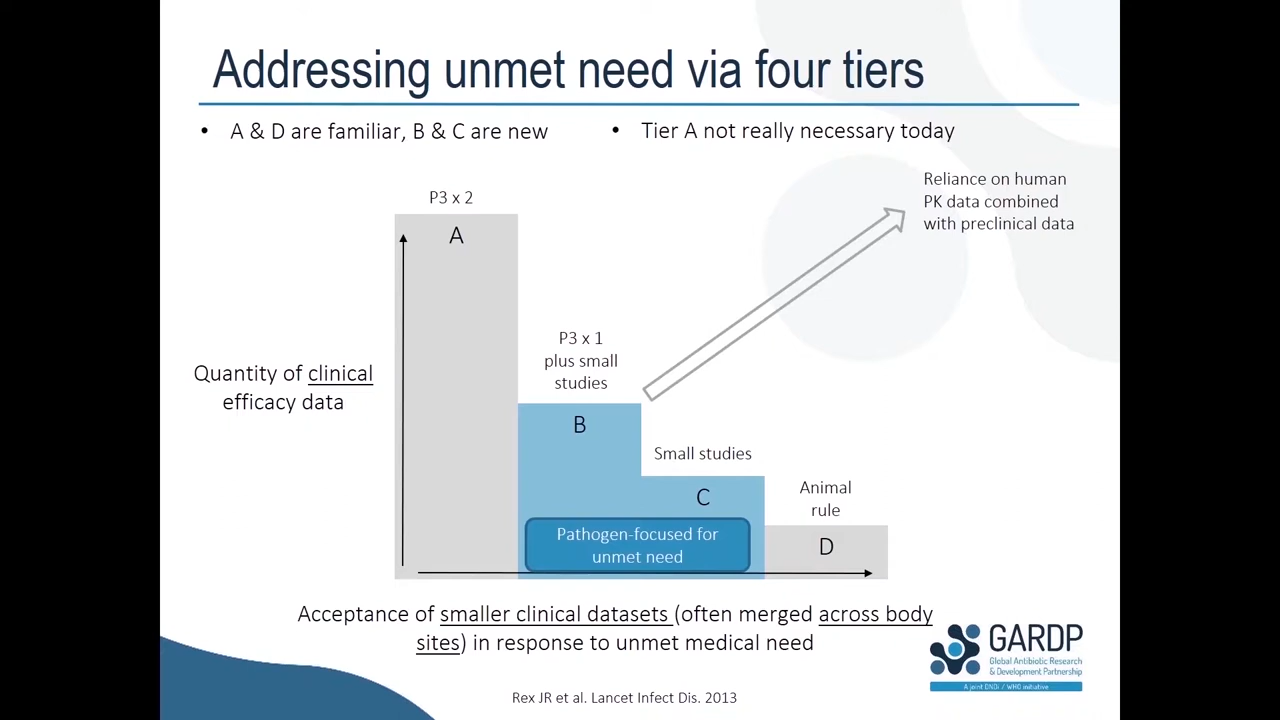 Addressing unmet need via four tiers
• A & D are familiar, B & C are new
• Tier A not really necessary today
Reliance on human
PK data combined
with preclinical data
P3 x 2
A
P3 x 1
plus small
studies
B
Quantity of clinical
efficacy data
Small studies
C
Animal
rule
D
Pathogen-focused for
unmet need
Acceptance of smaller clinical datasets (often merged across body
sites) in response to unmet medical need
GARDP
Global Antibiotic Research
& Development Partnership
A joint DNDi / WHO initiative
Rex JR et al. Lancet Infect Dis. 2013